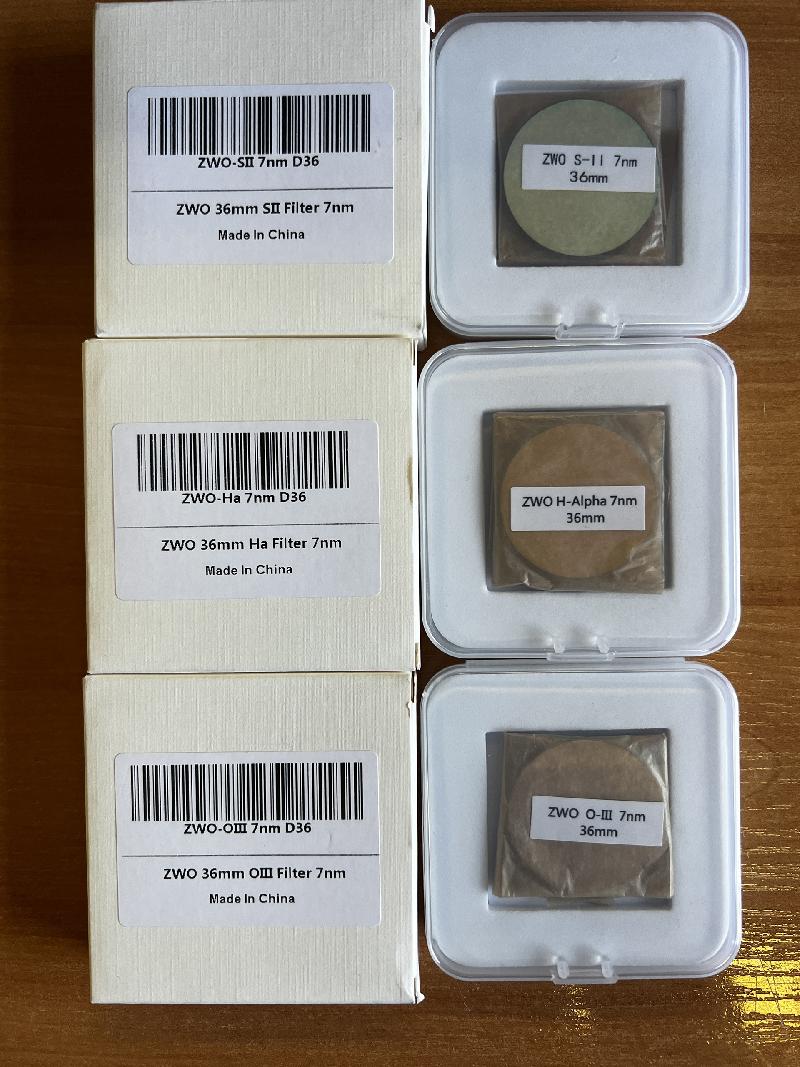 ZWO-SⅡ 7nm D36
ZWO 36mm SⅡ Filter 7nm
Made In China
ZWO S-II 7nm
36mm
ZWO-Ha 7nm D36
ZWO 36mm Ha Filter 7nm
Made In China
ZWO H-Alpha 7nm
36mm
ZWO-OⅢ 7nm D36
ZWO 36mm OⅢ Filter 7nm
Made In China
ZWO O-Ⅲ 7nm
36mm